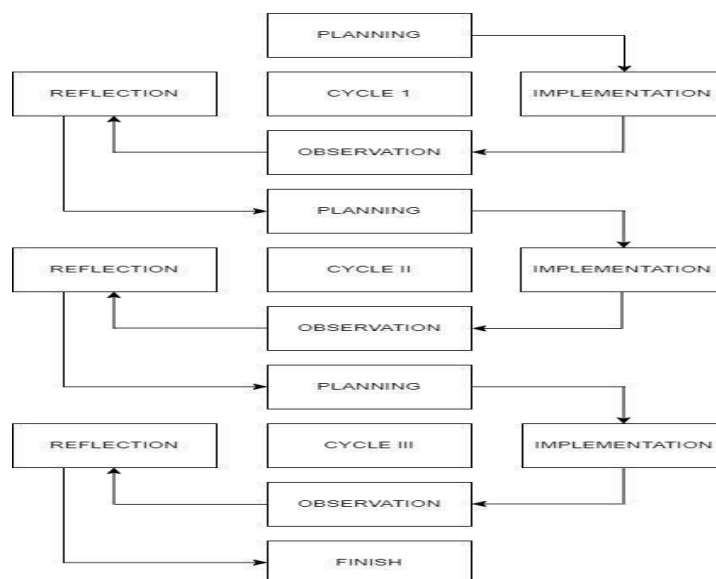 PLANNING
REFLECTION
CYCLE 1
IMPLEMENTATION
OBSERVATION
PLANNING
REFLECTION
CYCLE II
IMPLEMENTATION
OBSERVATION
PLANNING
REFLECTION
CYCLE III
IMPLEMENTATION
OBSERVATION
FINISH